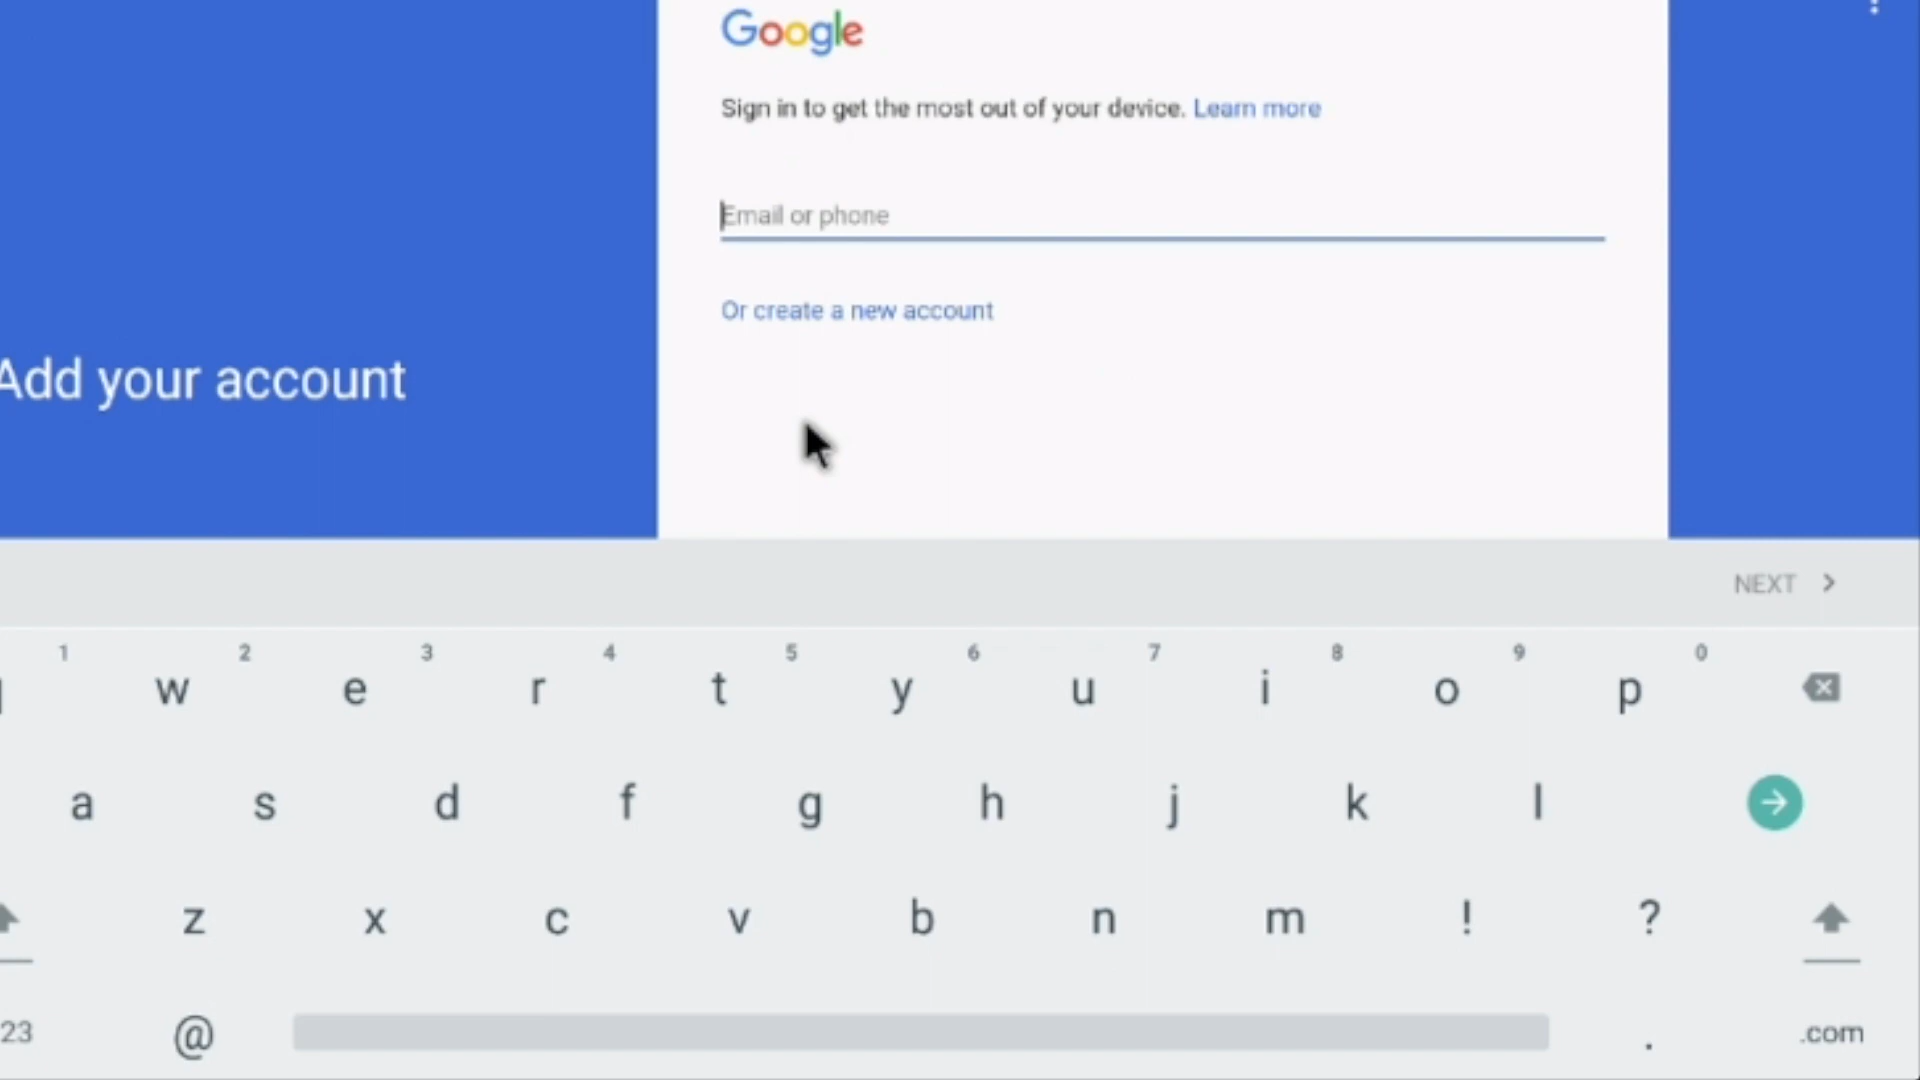 Google
Sign in to get the most out of your device. Learn more
Email or phone
Or create a new account
Add your account
NEXT
1 2 3 4 5 6 7 8 9 0
w e r t y u i o p
a s d f g h j k l
z x c v b n m ! ?
23 @ . .com